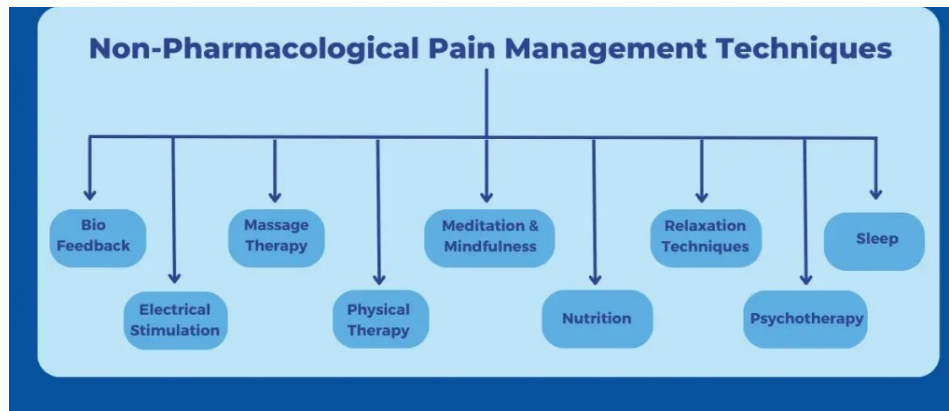 Non-Pharmacological Pain Management Techniques
Bio
Feedback
Massage
Therapy
Meditation &
Mindfulness
Relaxation
Techniques
Sleep
Electrical
Stimulation
Physical
Therapy
Nutrition
Psychotherapy